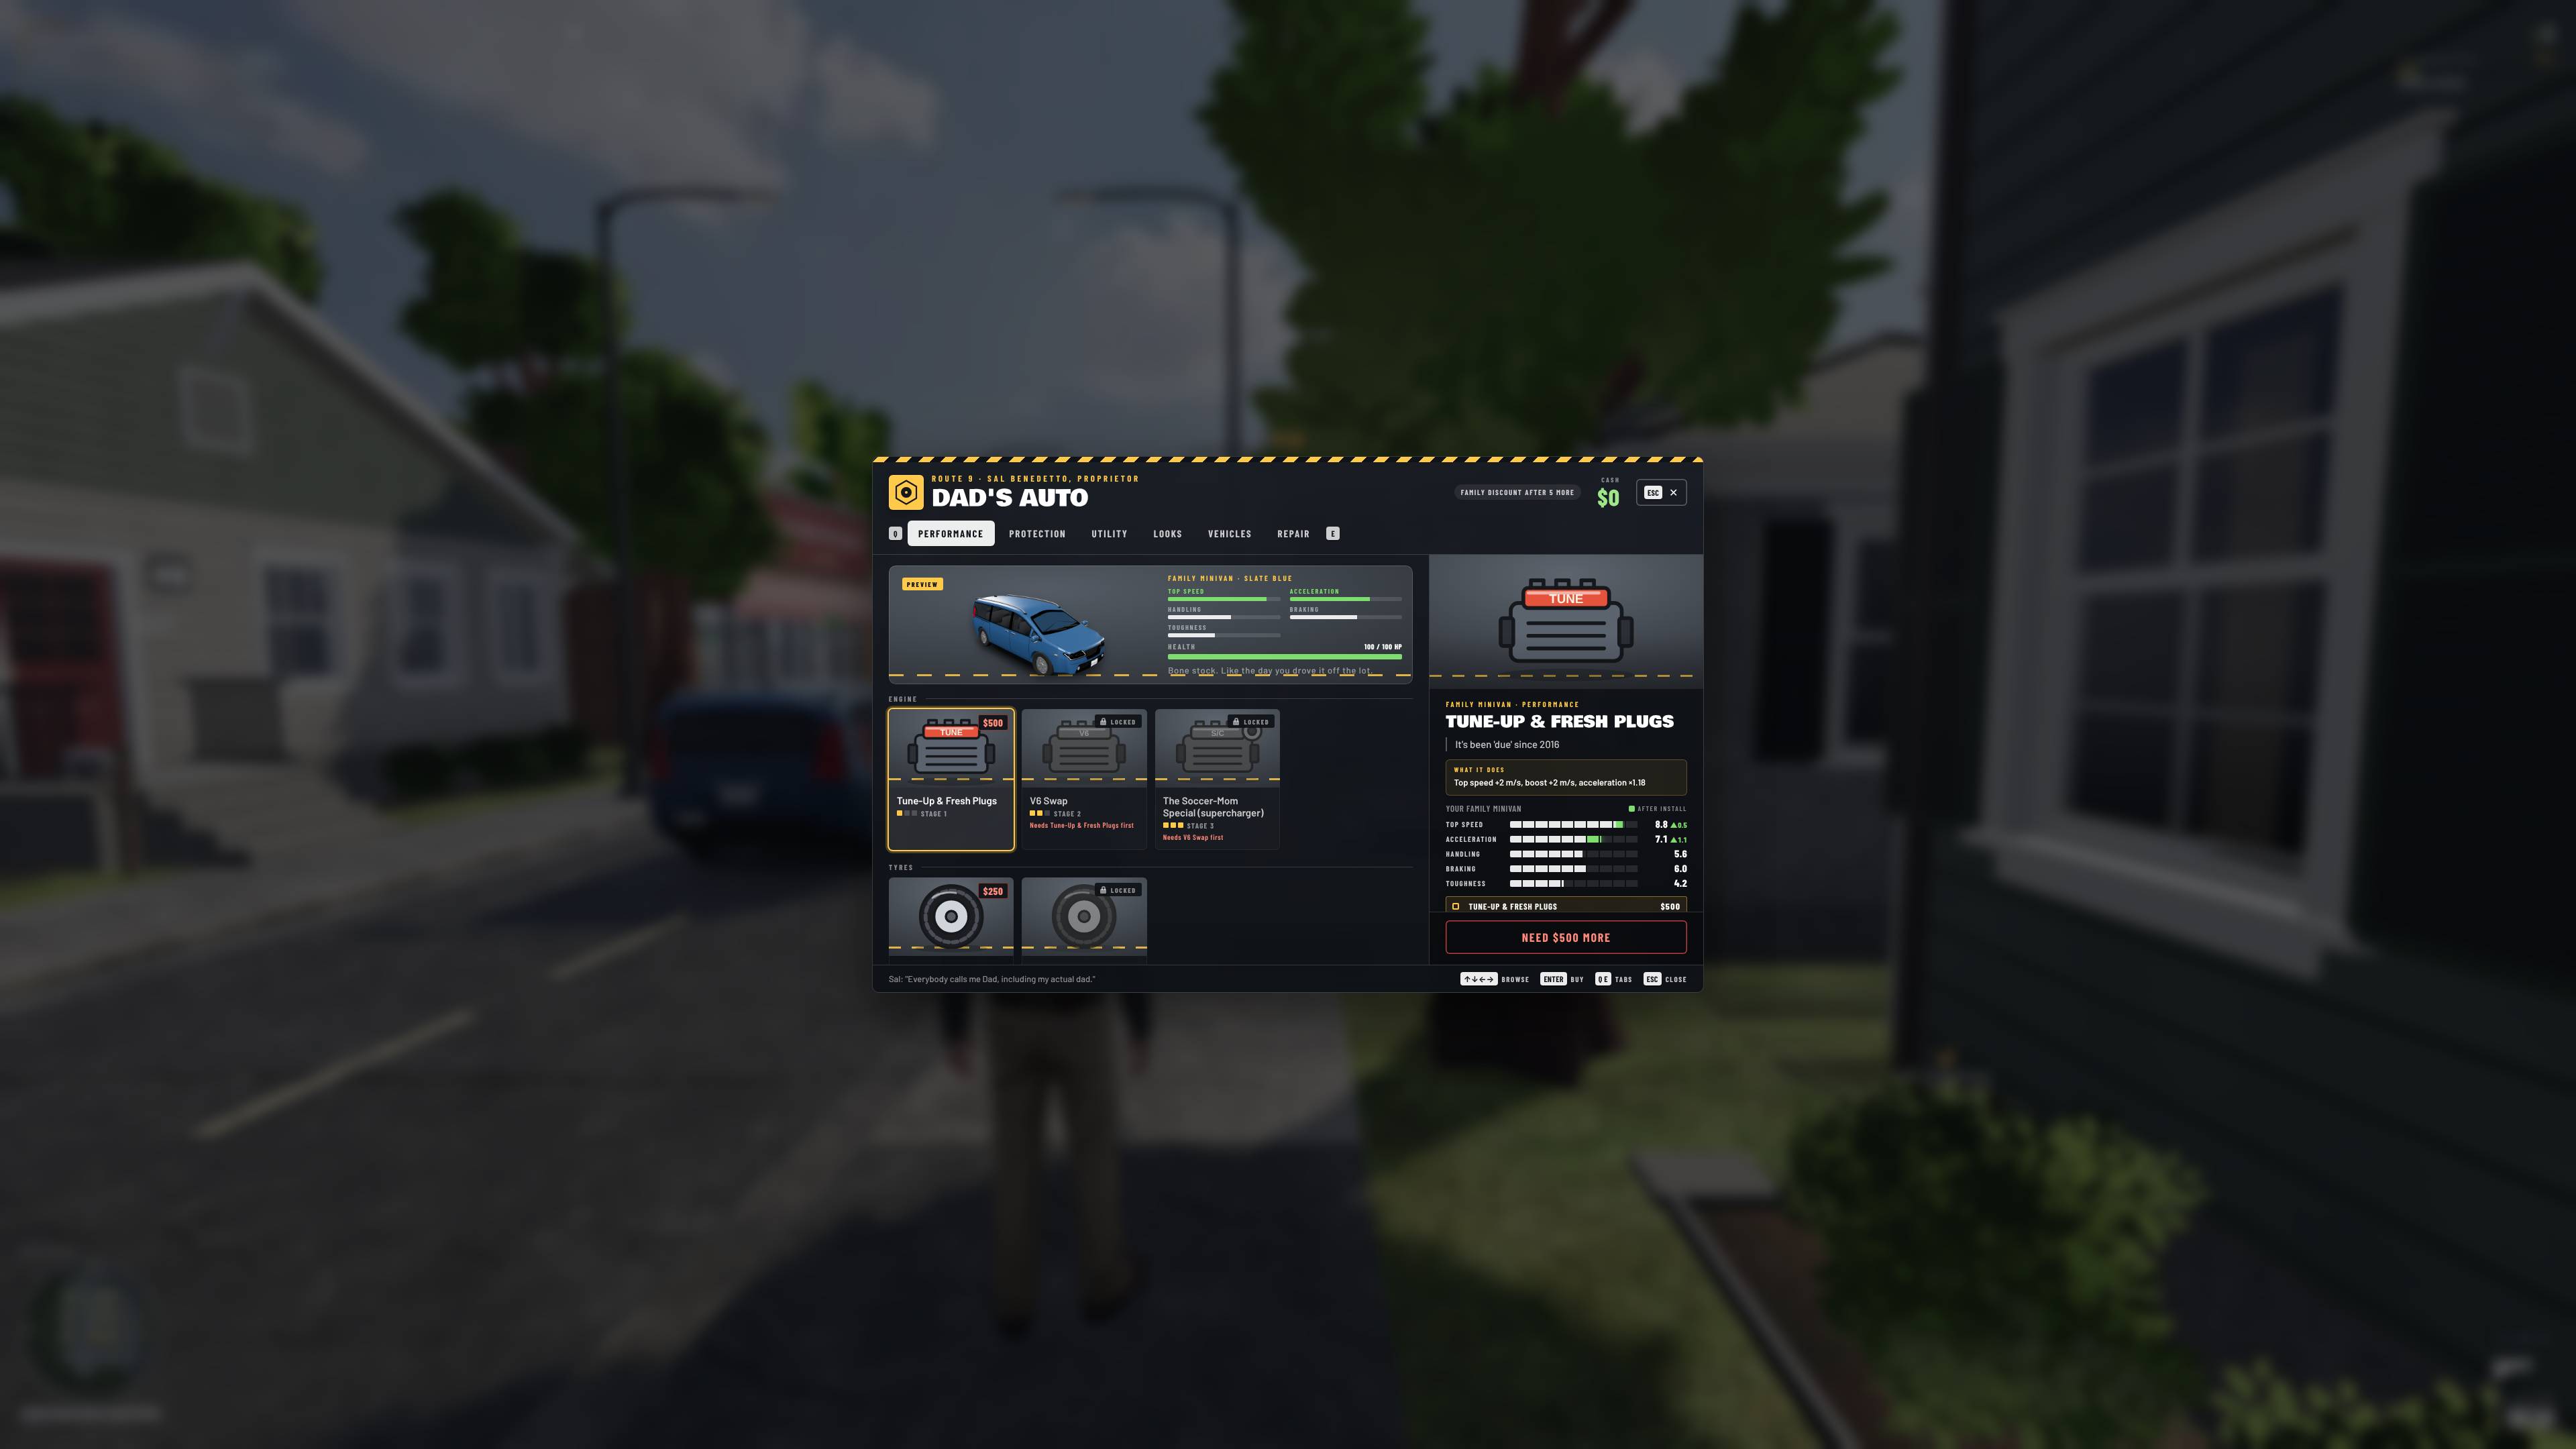 ROUTE 9 · SAL BENEDETTO, PROPRIETOR
DAD'S AUTO
FAMILY DISCOUNT AFTER 5 MORE
CASH
$0
ESC ✕
Q PERFORMANCE PROTECTION UTILITY LOOKS VEHICLES REPAIR E
PREVIEW
FAMILY MINIVAN · SLATE BLUE
TOP SPEED ACCELERATION
HANDLING BRAKING
TOUGHNESS
HEALTH 100 / 100 HP
Bone stock. Like the day you drove it off the lot.
ENGINE
$500
TUNE
Tune-Up & Fresh Plugs
STAGE 1
LOCKED
V6
V6 Swap
STAGE 2
Needs Tune-Up & Fresh Plugs first
LOCKED
S/C
The Soccer-Mom
Special (supercharger)
STAGE 3
Needs V6 Swap first
TYRES
$250
LOCKED
TUNE
FAMILY MINIVAN · PERFORMANCE
TUNE-UP & FRESH PLUGS
It's been 'due' since 2016
WHAT IT DOES
Top speed +2 m/s, boost +2 m/s, acceleration ×1.18
YOUR FAMILY MINIVAN AFTER INSTALL
TOP SPEED 8.8 ▲0.5
ACCELERATION 7.1 ▲1.1
HANDLING 5.6
BRAKING 6.0
TOUGHNESS 4.2
TUNE-UP & FRESH PLUGS $500
NEED $500 MORE
Sal: "Everybody calls me Dad, including my actual dad."
↑↓←→ BROWSE ENTER BUY Q E TABS ESC CLOSE